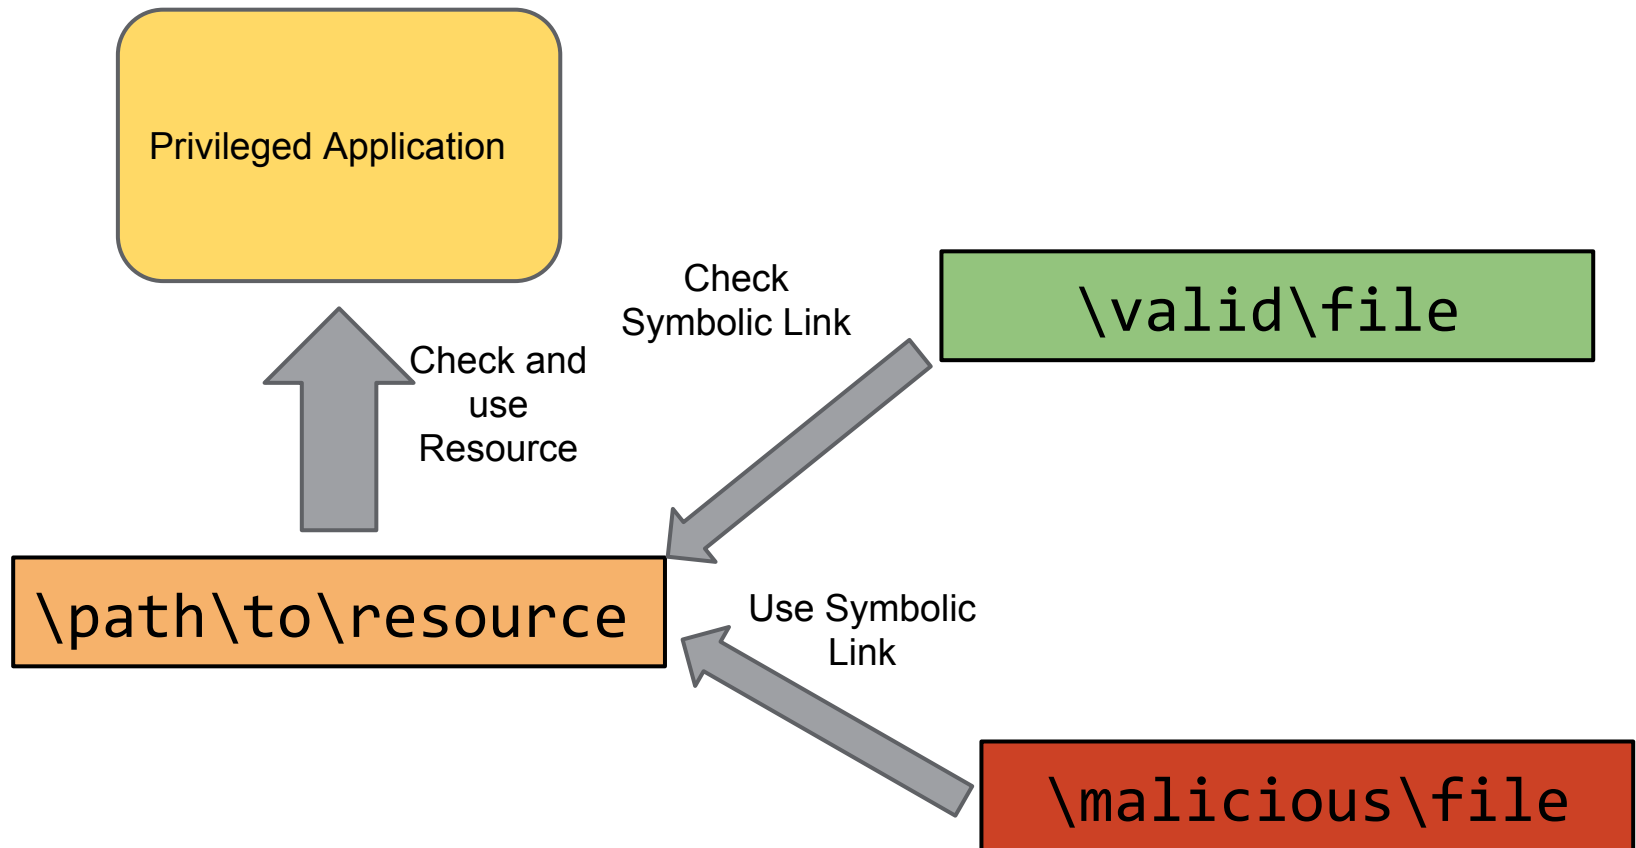 Privileged Application
Check
Symbolic Link
\valid\file
Check and
use
Resource
\path\to\resource
Use Symbolic
Link
\malicious\file